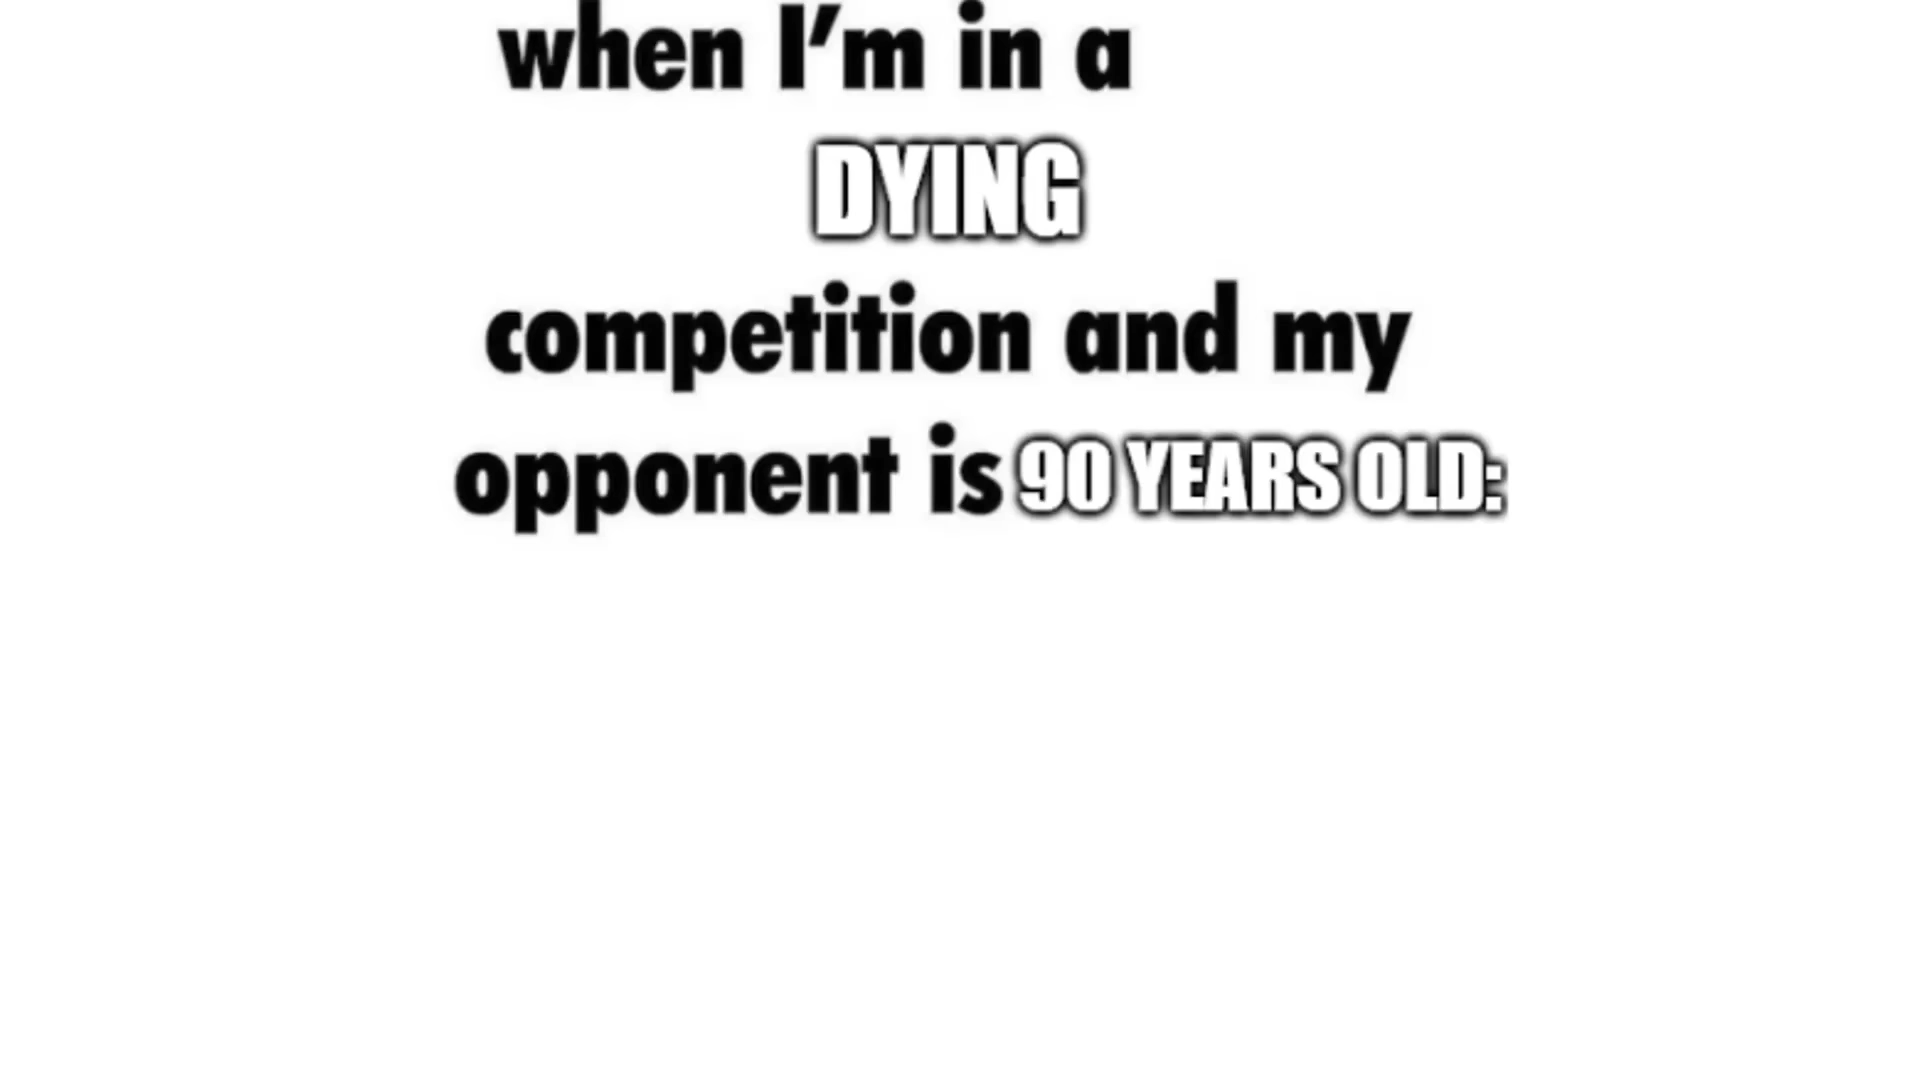 when I’m in a
DYING
competition and my
opponent is 90 YEARS OLD: